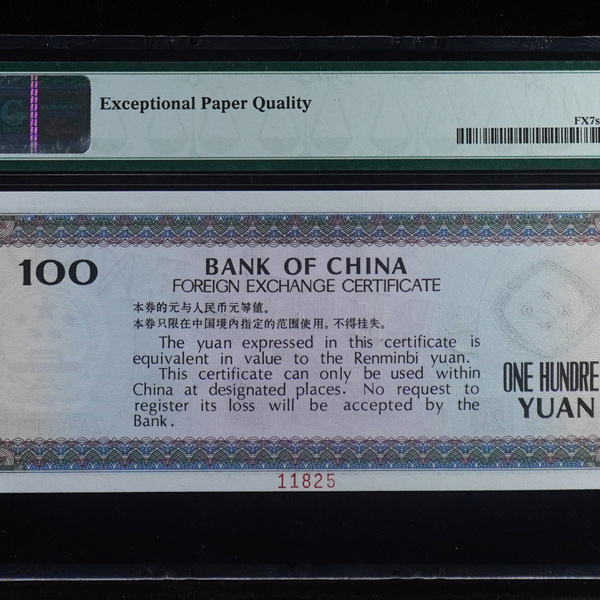 Exceptional Paper Quality
FX7s
100
BANK OF CHINA
FOREIGN EXCHANGE CERTIFICATE
本券的元与人民币元等值。
本券只限在中国境内指定的范围使用。不得挂失。
The yuan expressed in this certificate is
equivalent in value to the Renminbi yuan.
This certificate can only be used within
China at designated places. No request to
register its loss will be accepted by the
Bank.
ONE HUNDRE
YUAN
11825